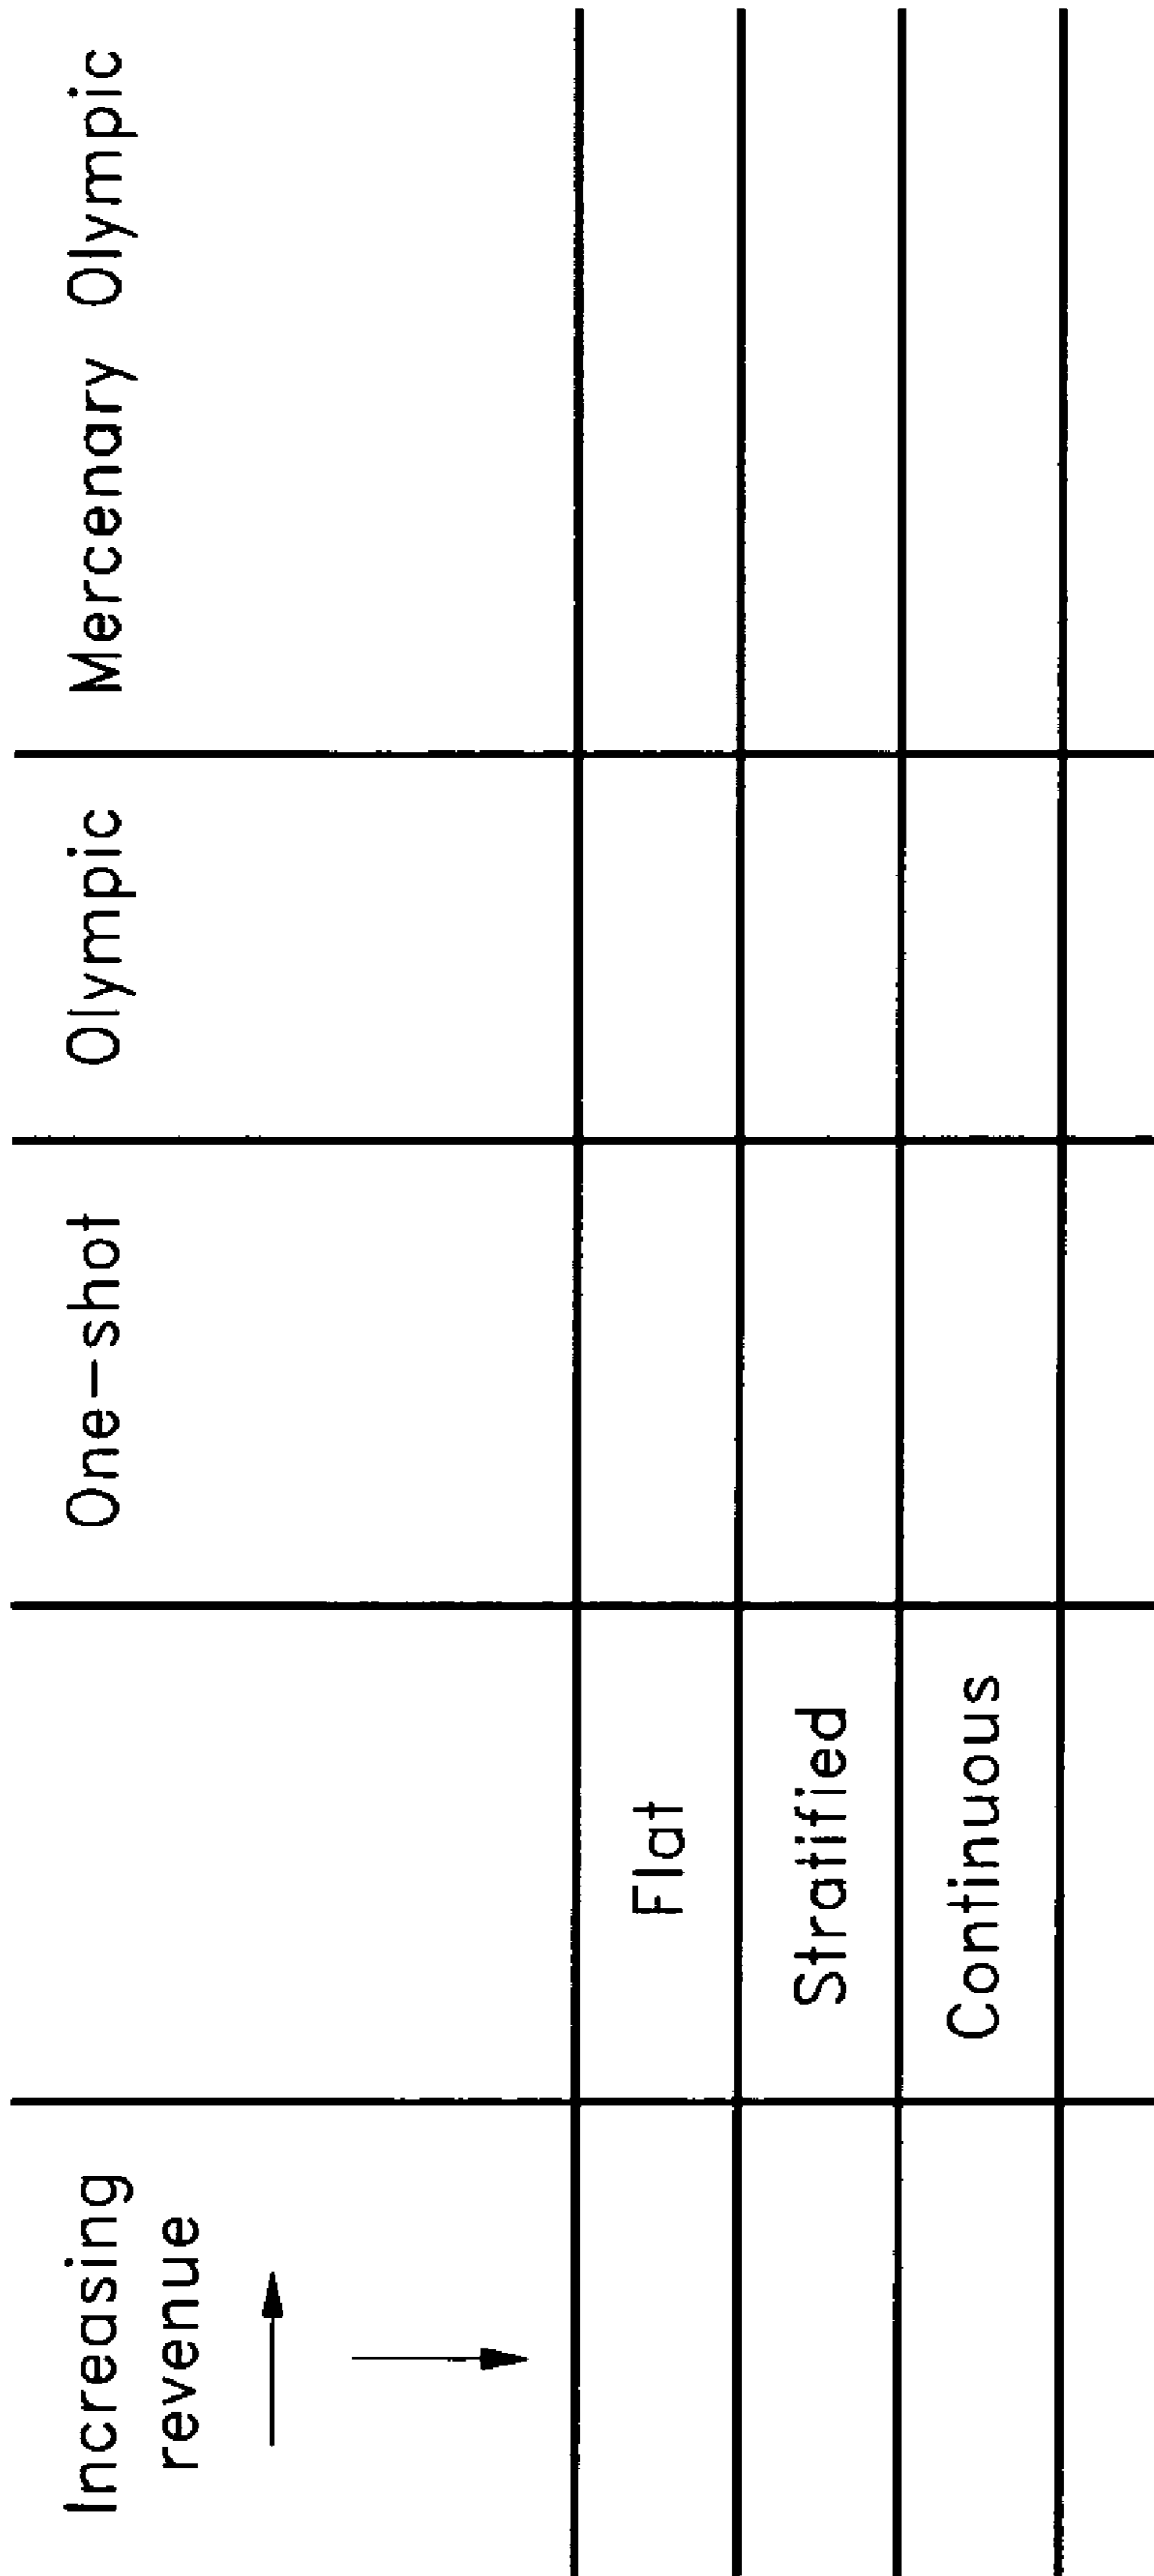 Increasing
revenue
One-shot
Olympic
Mercenary Olympic
Flat
Stratified
Continuous